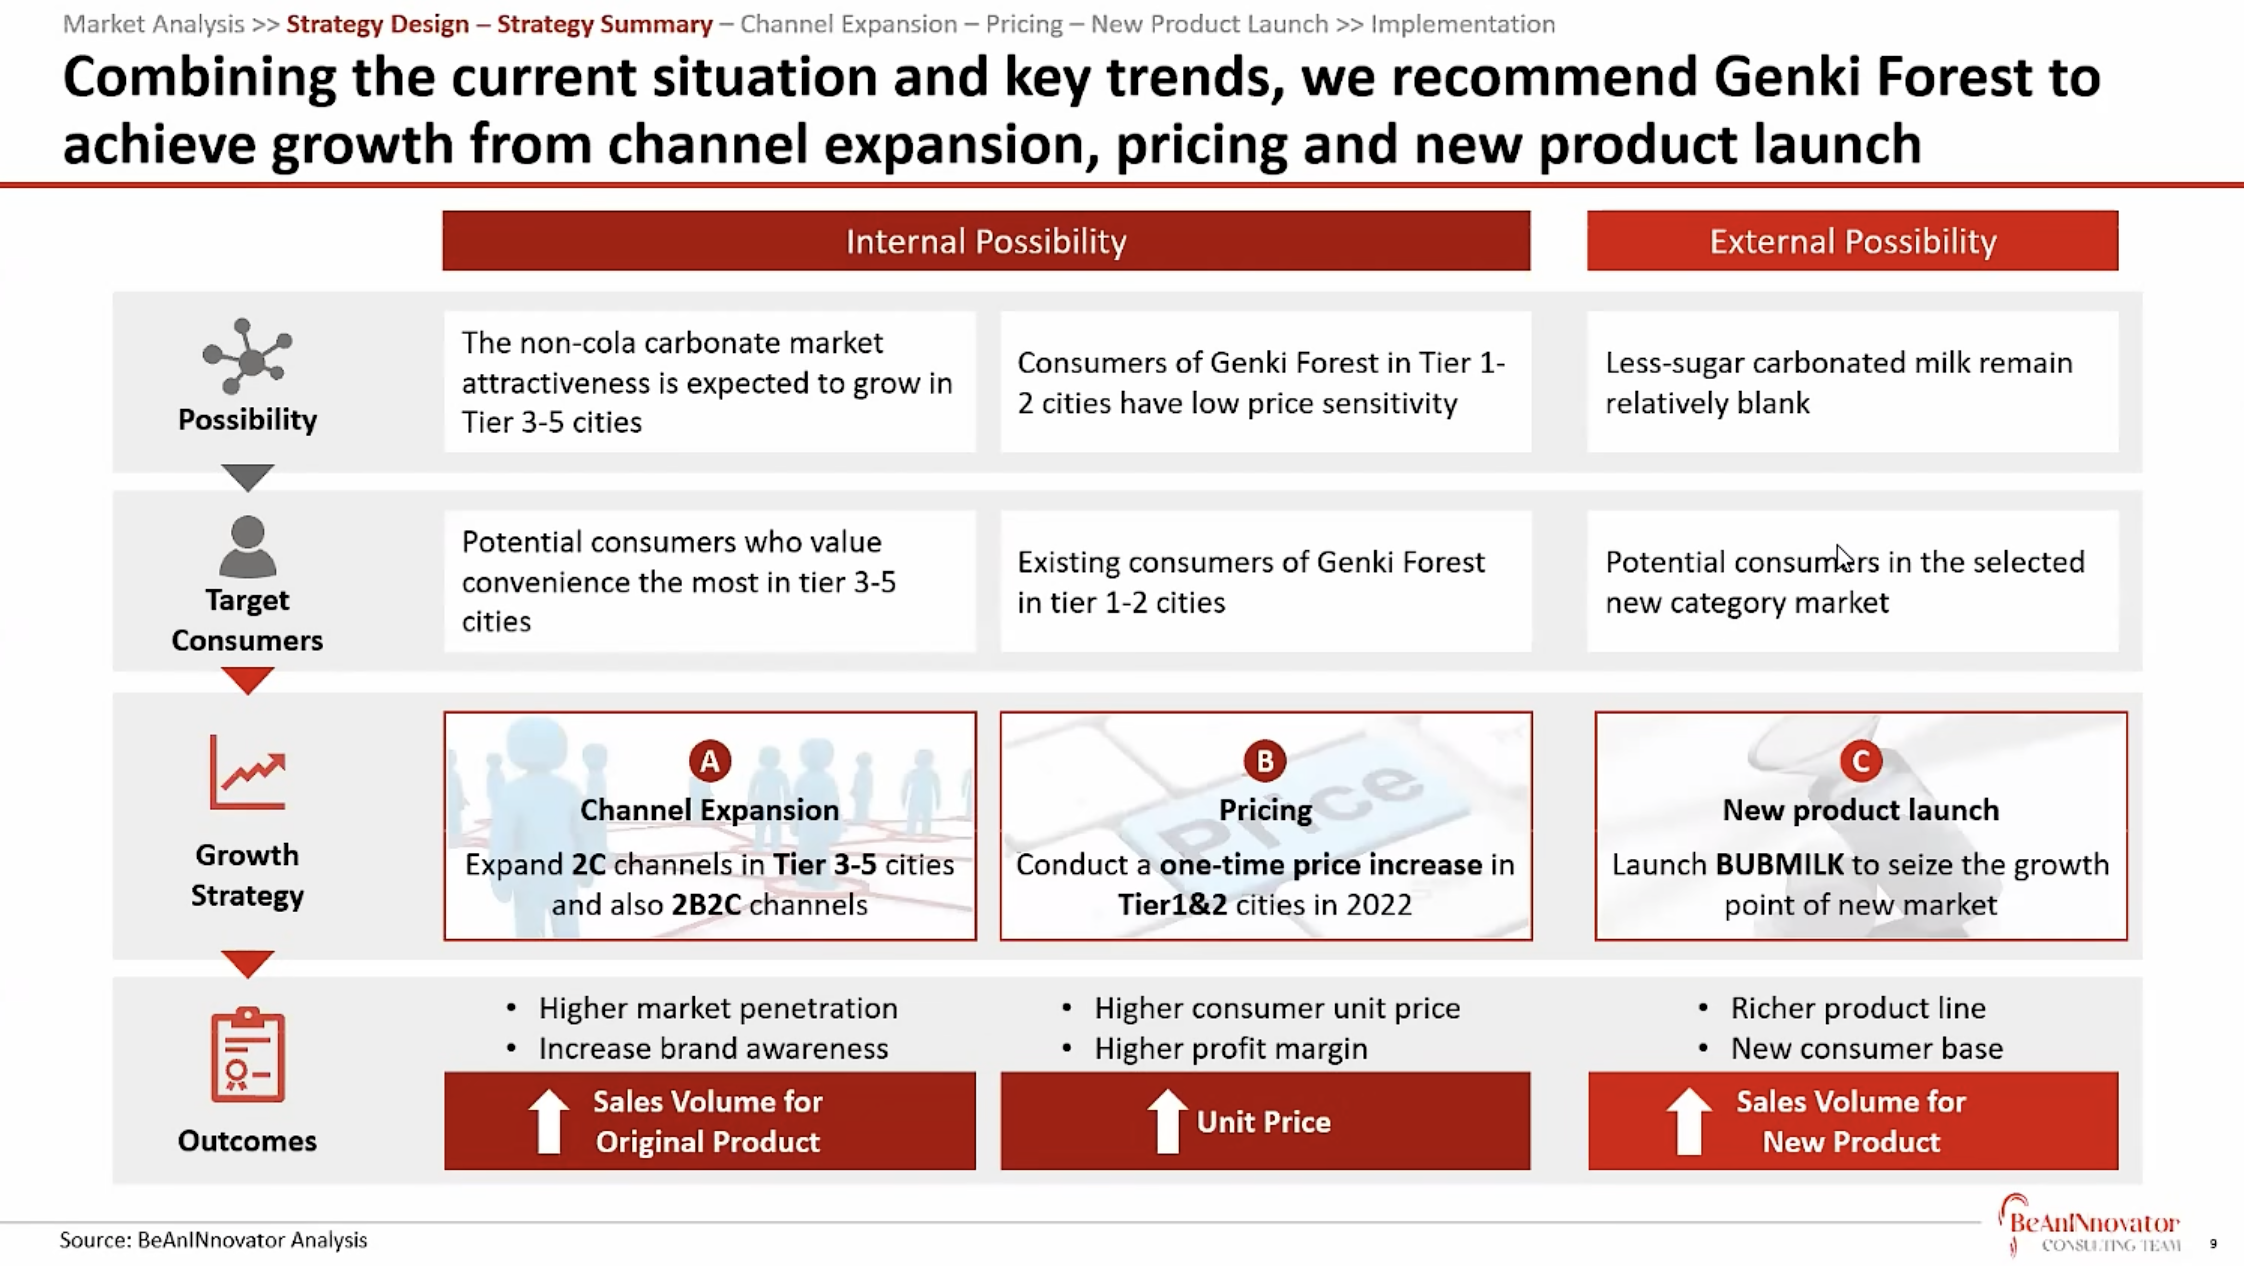 Market Analysis >> Strategy Design – Strategy Summary – Channel Expansion – Pricing – New Product Launch >> Implementation
Combining the current situation and key trends, we recommend Genki Forest to
achieve growth from channel expansion, pricing and new product launch
Internal Possibility
External Possibility
Possibility
The non-cola carbonate market
attractiveness is expected to grow in
Tier 3-5 cities
Consumers of Genki Forest in Tier 1-
2 cities have low price sensitivity
Less-sugar carbonated milk remain
relatively blank
Target
Consumers
Potential consumers who value
convenience the most in tier 3-5
cities
Existing consumers of Genki Forest
in tier 1-2 cities
Potential consumers in the selected
new category market
Growth
Strategy
A
Channel Expansion
Expand 2C channels in Tier 3-5 cities
and also 2B2C channels
B
Price
Pricing
Conduct a one-time price increase in
Tier1&2 cities in 2022
C
New product launch
Launch BUBMILK to seize the growth
point of new market
Outcomes
• Higher market penetration
• Increase brand awareness
Sales Volume for
Original Product
• Higher consumer unit price
• Higher profit margin
Unit Price
• Richer product line
• New consumer base
Sales Volume for
New Product
Source: BeAnINnovator Analysis
BeAnINnovator
CONSULTING TEAM
9